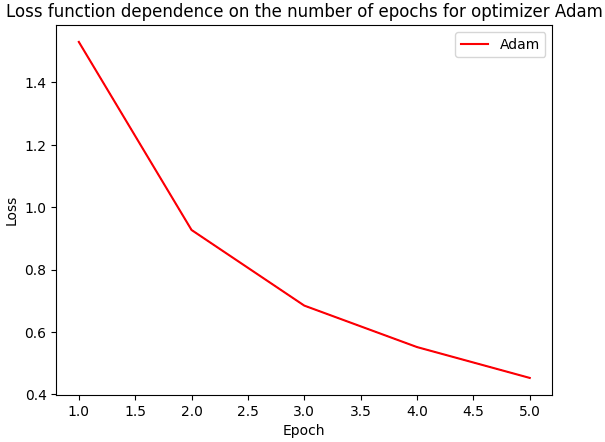 Loss function dependence on the number of epochs for optimizer Adam
Adam
Loss
1.4
1.2
1.0
0.8
0.6
0.4
1.0 1.5 2.0 2.5 3.0 3.5 4.0 4.5 5.0
Epoch